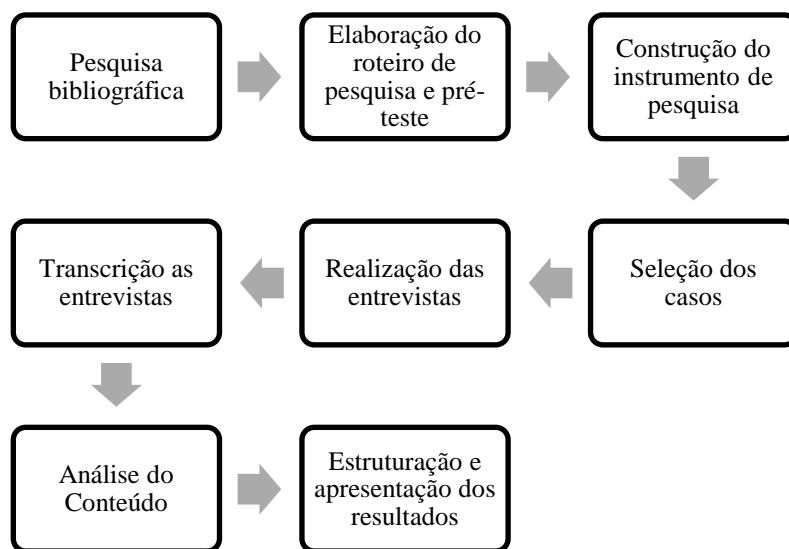 Pesquisa
bibliográfica
Elaboração do
roteiro de
pesquisa e pré-
teste
Construção do
instrumento de
pesquisa
Seleção dos
casos
Realização das
entrevistas
Transcrição as
entrevistas
Análise do
Conteúdo
Estruturação e
apresentação dos
resultados